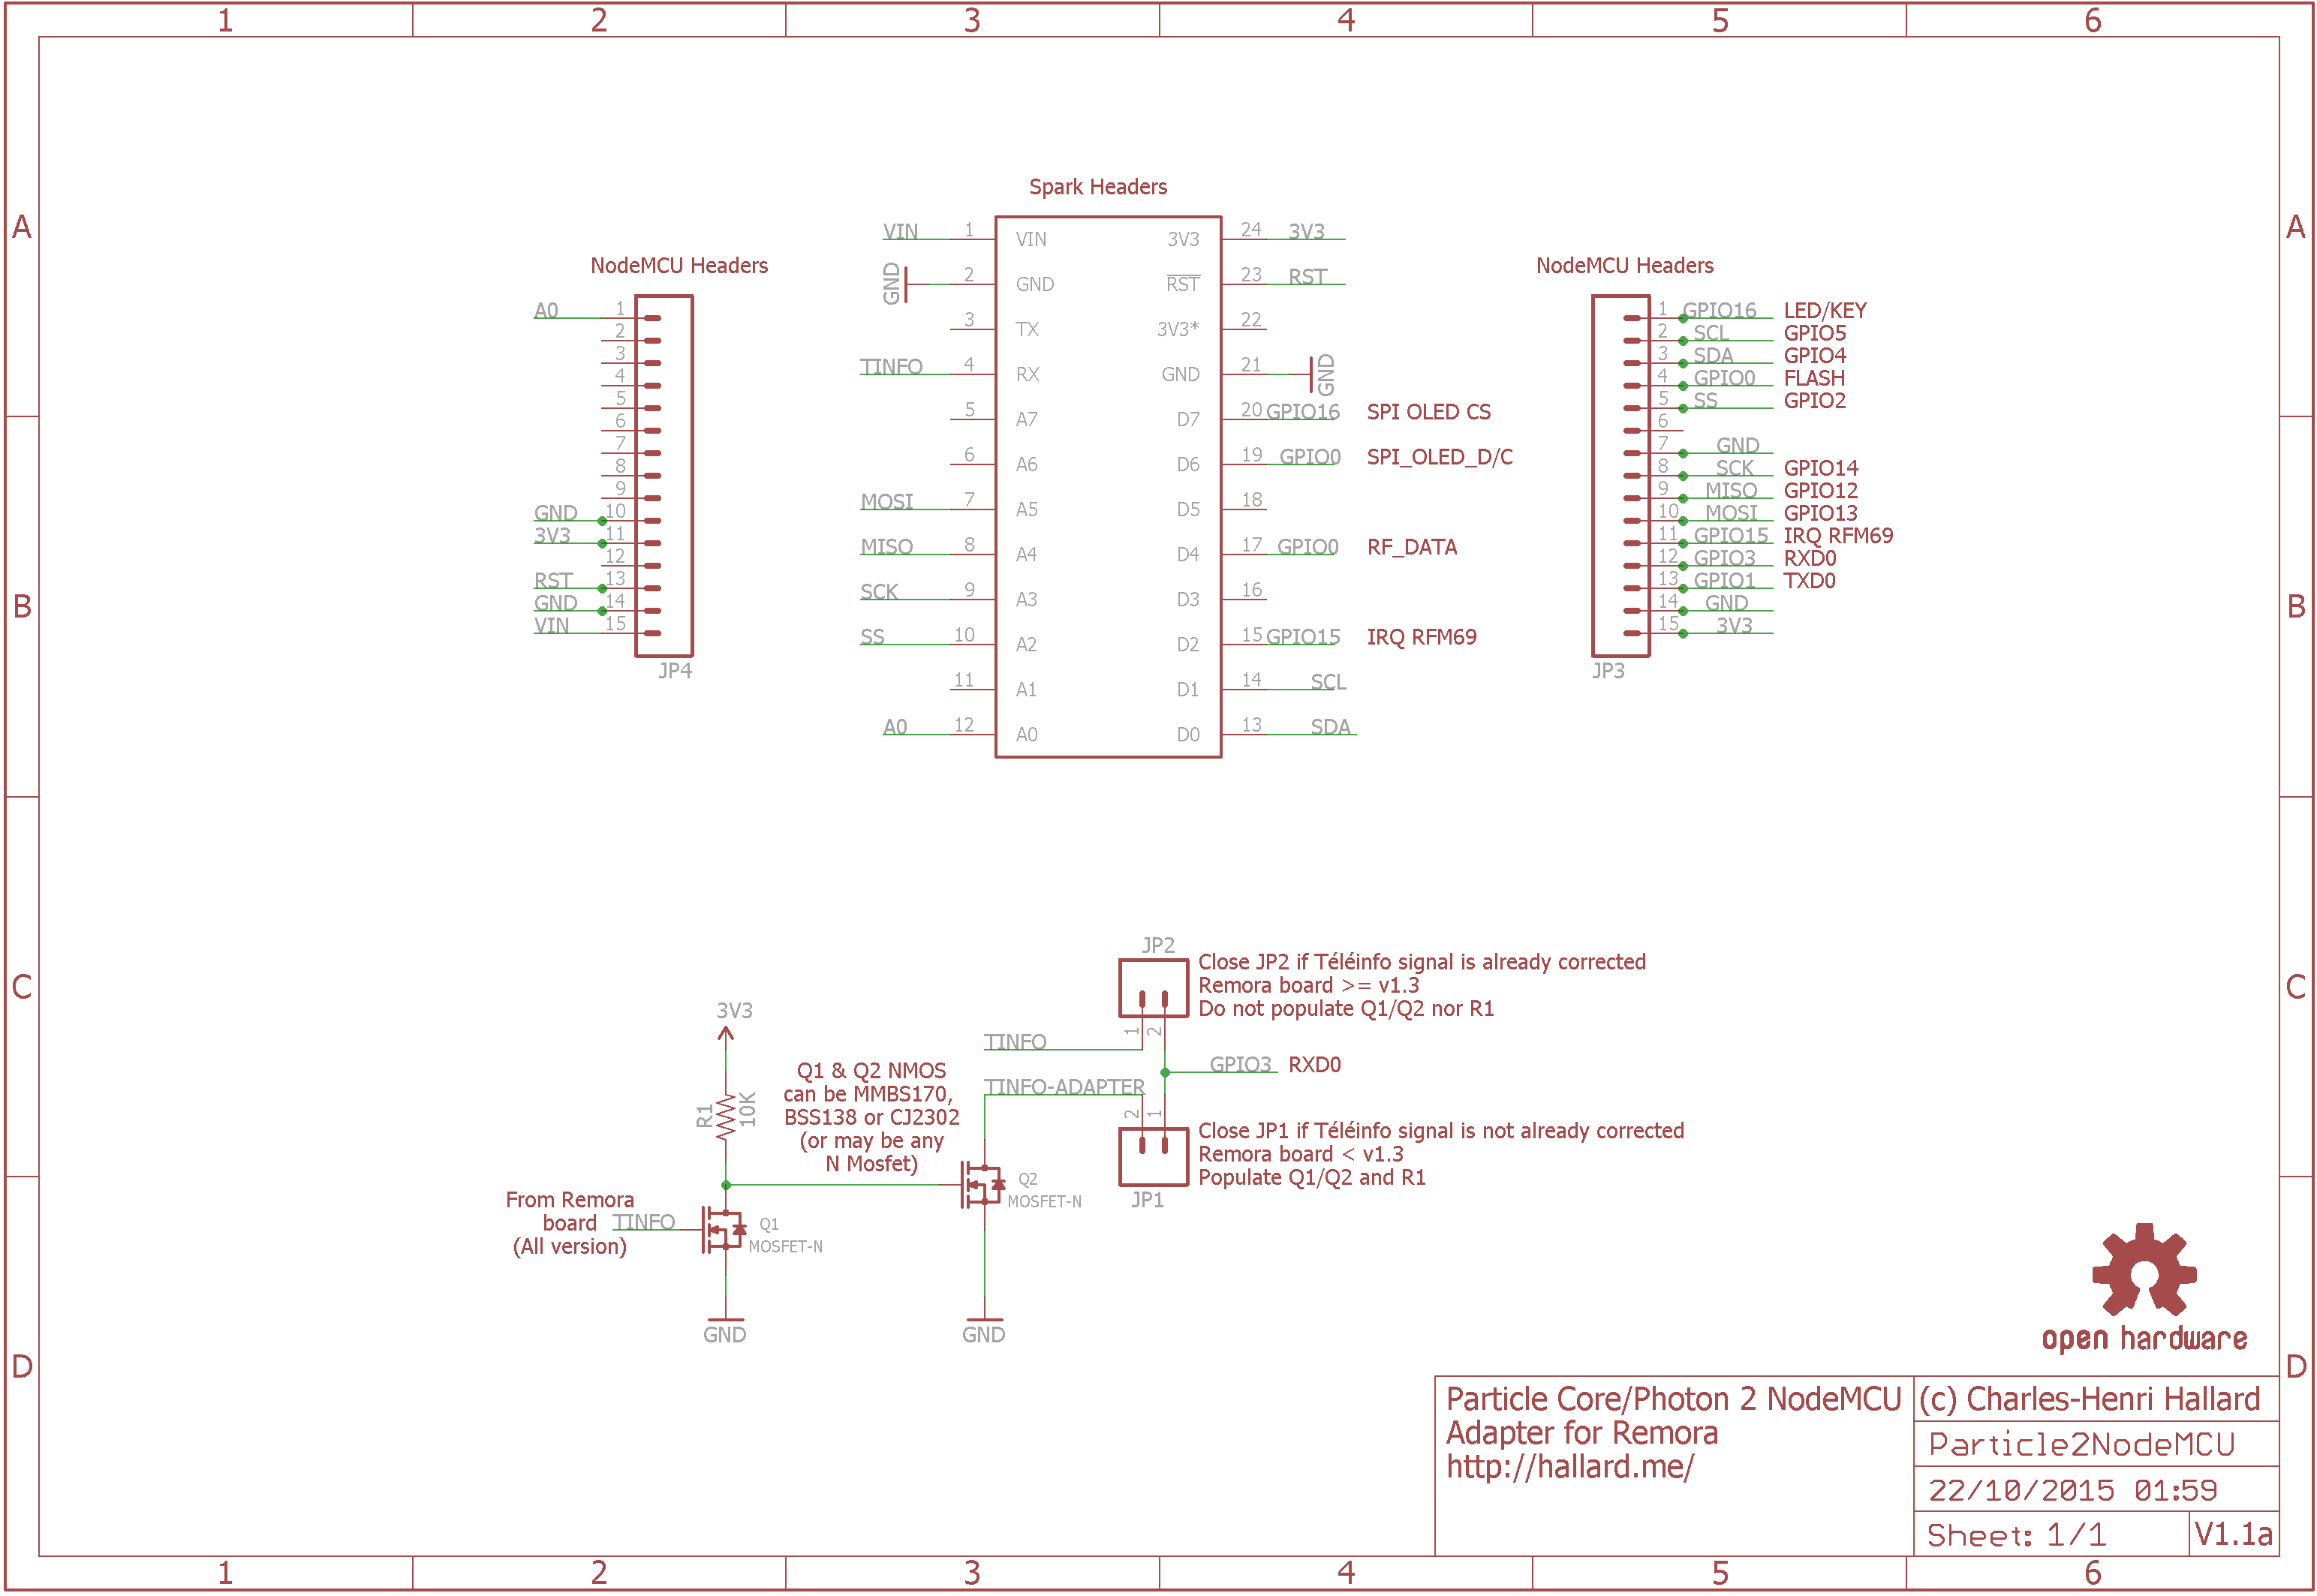 1 2 3 4 5 6
A A
B B
C C
D D
Spark Headers
VIN 1 VIN 3V3 24 3V3
GND 2 GND RST 23 RST
3 TX 3V3* 22
TINFO 4 RX GND 21 GND
5 A7 D7 20 GPIO16 SPI OLED CS
6 A6 D6 19 GPIO0 SPI_OLED_D/C
MOSI 7 A5 D5 18
MISO 8 A4 D4 17 GPIO0 RF_DATA
SCK 9 A3 D3 16
SS 10 A2 D2 15 GPIO15 IRQ RFM69
11 A1 D1 14 SCL
A0 12 A0 D0 13 SDA
NodeMCU Headers
A0 1
2
3
4
5
6
7
8
9
GND 10
3V3 11
12
RST 13
GND 14
VIN 15
JP4
NodeMCU Headers
1 GPIO16 LED/KEY
2 SCL GPIO5
3 SDA GPIO4
4 GPIO0 FLASH
5 SS GPIO2
6
7 GND
8 SCK GPIO14
9 MISO GPIO12
10 MOSI GPIO13
11 GPIO15 IRQ RFM69
12 GPIO3 RXD0
13 GPIO1 TXD0
14 GND
15 3V3
JP3
JP2
Close JP2 if Téléinfo signal is already corrected
Remora board >= v1.3
Do not populate Q1/Q2 nor R1
1 2
TINFO
GPIO3 RXD0
TINFO-ADAPTER
2 1
Close JP1 if Téléinfo signal is not already corrected
Remora board < v1.3
Populate Q1/Q2 and R1
JP1
3V3
R1 10K
Q1 & Q2 NMOS
can be MMBS170,
BSS138 or CJ2302
(or may be any
N Mosfet)
Q2
MOSFET-N
From Remora
board
(All version)
TINFO
Q1
MOSFET-N
GND
GND
open hardware
Particle Core/Photon 2 NodeMCU
Adapter for Remora
http://hallard.me/
(c) Charles-Henri Hallard
Particle2NodeMCU
22/10/2015 01:59
Sheet: 1/1
V1.1a
1 2 3 4 5 6